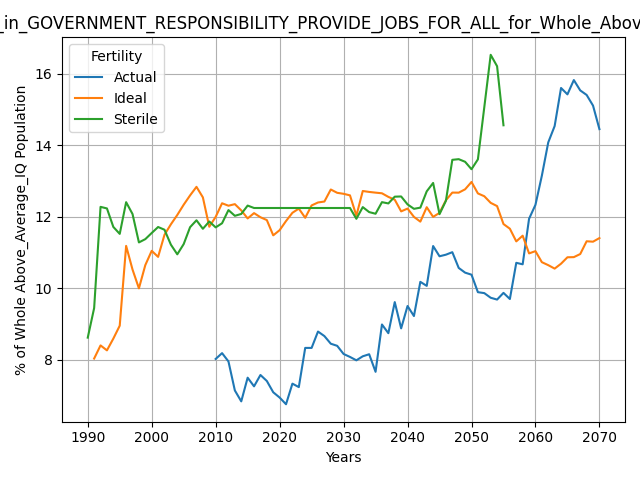 _in_GOVERNMENT_RESPONSIBILITY_PROVIDE_JOBS_FOR_ALL_for_Whole_Abov
Fertility
Actual
Ideal
Sterile
% of Whole Above_Average_IQ Population
16
14
12
10
8
1990 2000 2010 2020 2030 2040 2050 2060 2070
Years